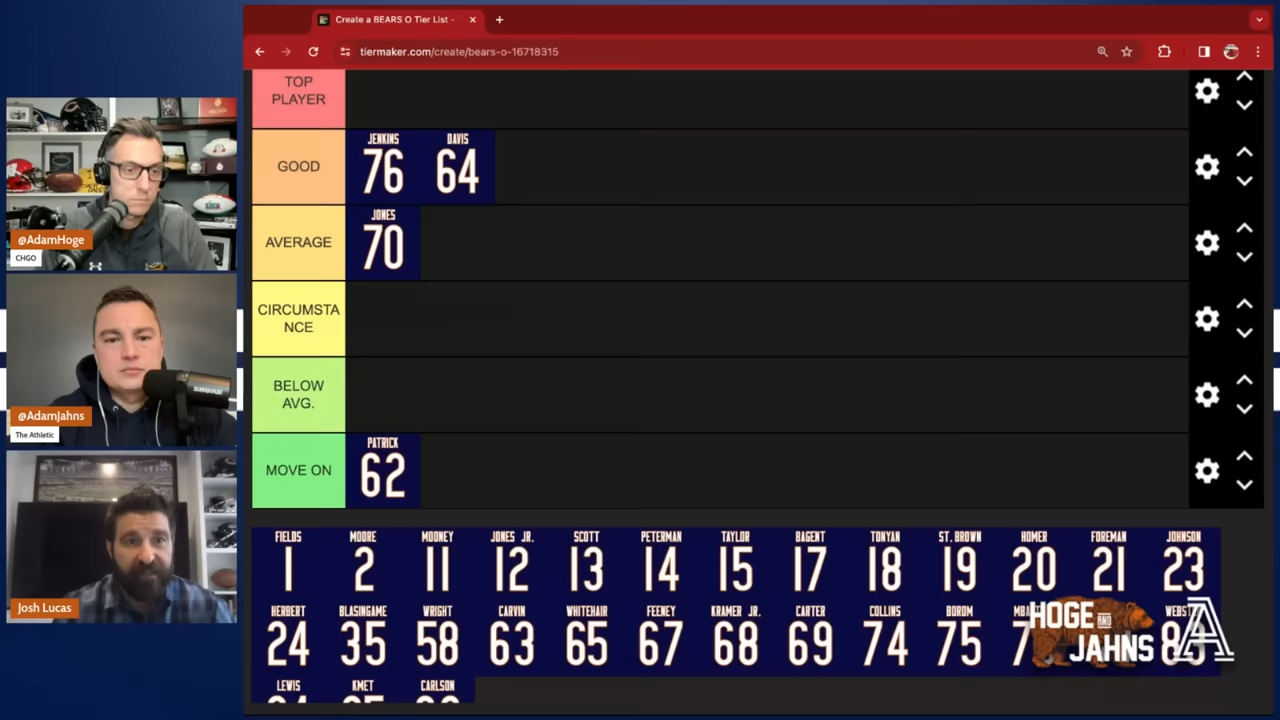 Create a BEARS O Tier List -
tiermaker.com/create/bears-o-16718315
TOP
PLAYER
GOOD
JENKINS
76
DAVIS
64
AVERAGE
JONES
70
CIRCUMSTA
NCE
BELOW
AVG.
MOVE ON
PATRICK
62
FIELDS MOORE MOONEY JONES JR. SCOTT PETERMAN TAYLOR BAGENT TONYAN ST. BROWN HOMER FOREMAN JOHNSON
1 2 11 12 13 14 15 17 18 19 20 21 23
HERBERT BLASINGAME WRIGHT CARVIN WHITEHAIR FEENEY KRAMER JR. CARTER COLLINS BOROM
24 35 58 63 65 67 68 69 74 75
LEWIS KMET CARLSON
HOGE AND
JAHNS
A
@AdamHoge
CHGO
@AdamJahns
The Athletic
SHURE
Josh Lucas